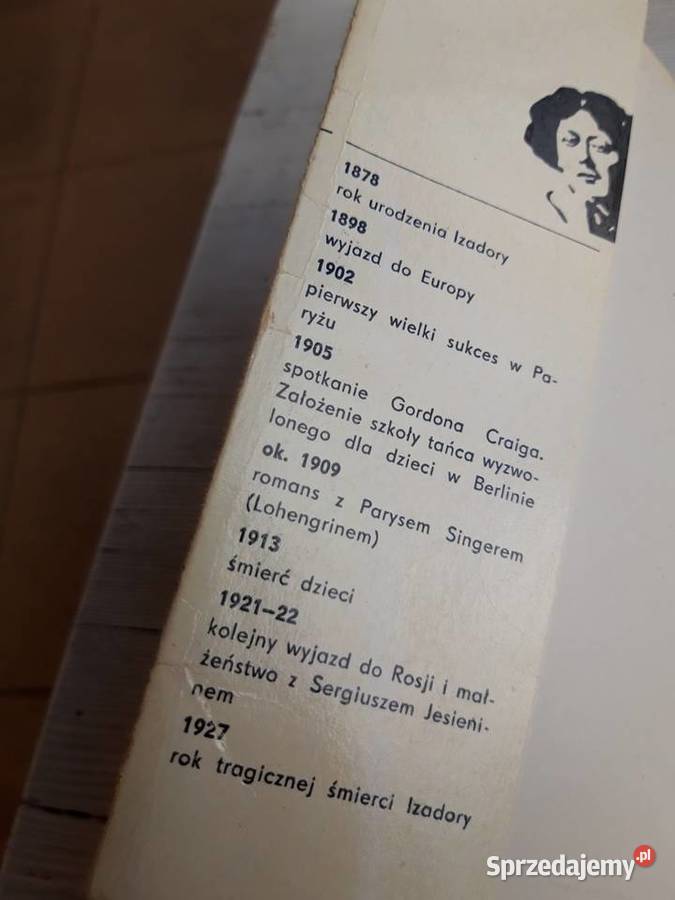 1878
rok urodzenia Izadory
1898
wyjazd do Europy
1902
pierwszy wielki sukces w Pa-
ryżu
1905
spotkanie Gordona Craiga.
Założenie szkoły tańca wyzwo-
lonego dla dzieci w Berlinie
ok. 1909
romans z Parysem Singerem
(Lohengrinem)
1913
śmierć dzieci
1921–22
kolejny wyjazd do Rosji i mał-
żeństwo z Sergiuszem Jesieni-
nem
1927
rok tragicznej śmierci Izadory
Sprzedajemy.pl